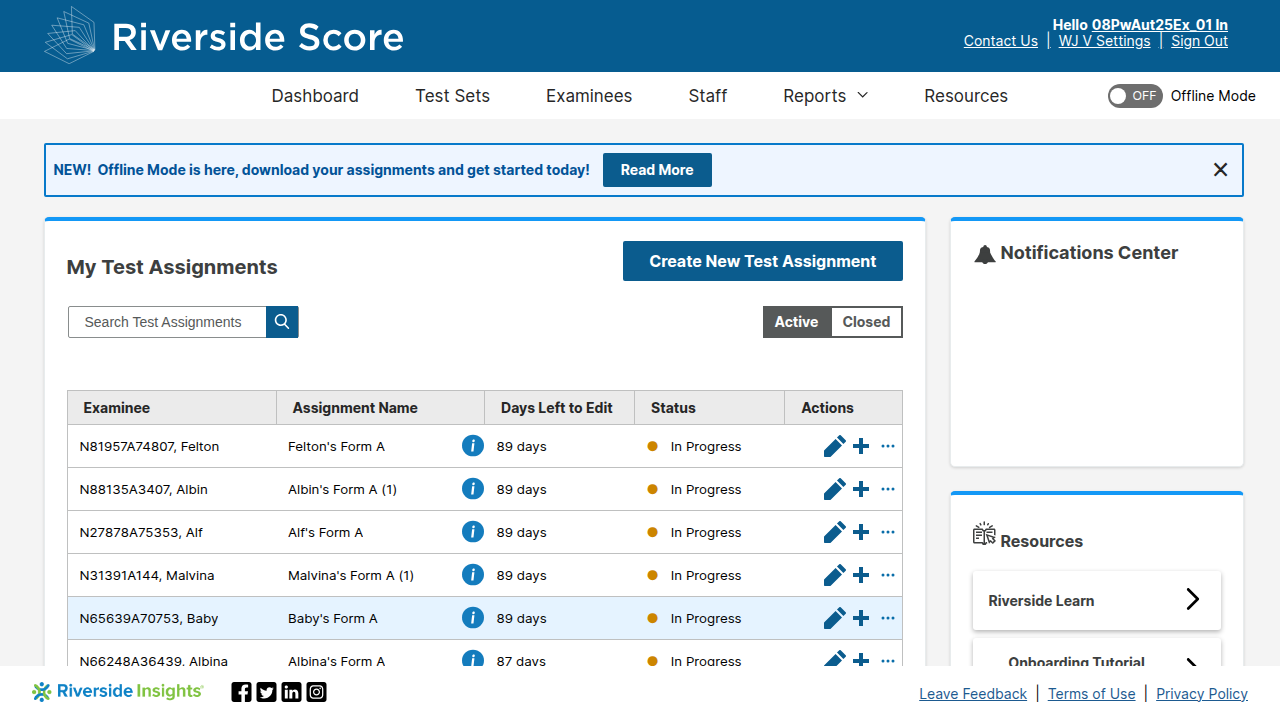 Riverside Score
Hello 08PwAut25Ex_01 In
Contact Us | WJ V Settings | Sign Out
Dashboard Test Sets Examinees Staff Reports Resources OFF Offline Mode
NEW! Offline Mode is here, download your assignments and get started today! Read More
My Test Assignments Create New Test Assignment
Search Test Assignments Active Closed
Examinee Assignment Name Days Left to Edit Status Actions
N81957A74807, Felton Felton's Form A i 89 days In Progress
N88135A3407, Albin Albin's Form A (1) i 89 days In Progress
N27878A75353, Alf Alf's Form A i 89 days In Progress
N31391A144, Malvina Malvina's Form A (1) i 89 days In Progress
N65639A70753, Baby Baby's Form A i 89 days In Progress
N66248A36439, Albina Albina's Form A i 87 days In Progress
Notifications Center
Resources
Riverside Learn
Onboarding Tutorial
Riverside Insights
Leave Feedback | Terms of Use | Privacy Policy